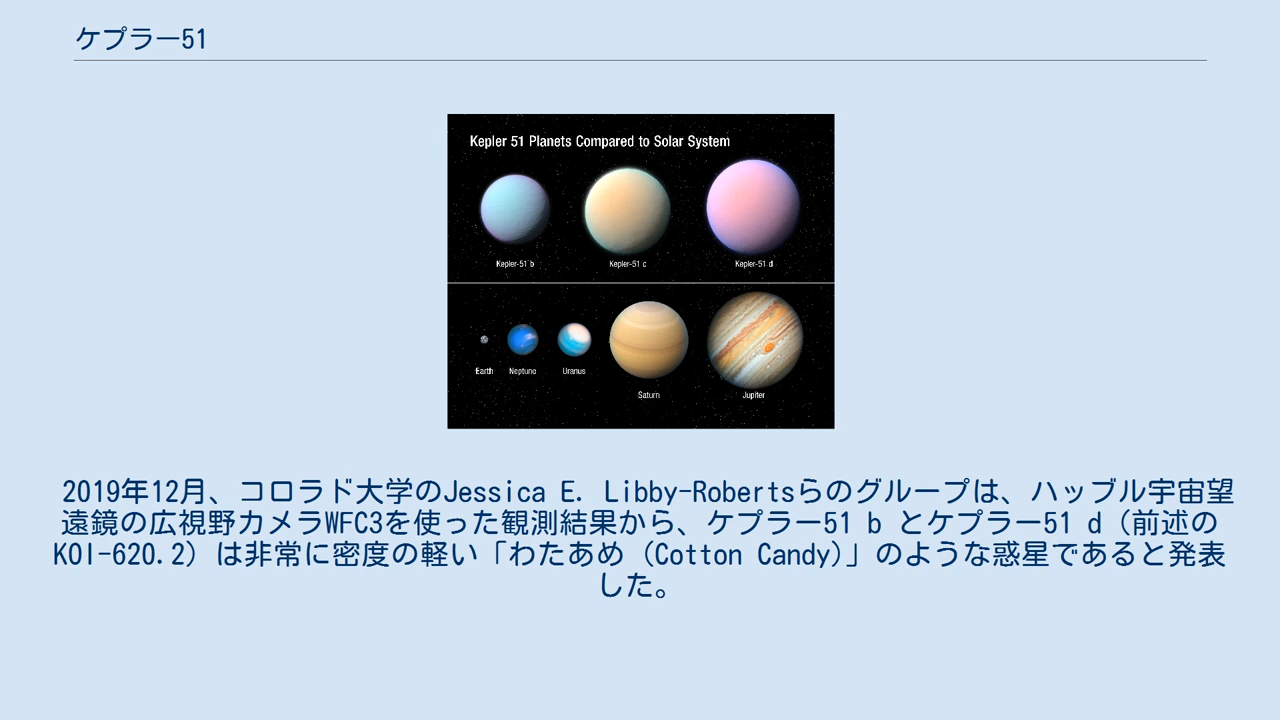 ケプラー51
Kepler 51 Planets Compared to Solar System
Kepler-51 b
Kepler-51 c
Kepler-51 d
Earth
Neptune
Uranus
Saturn
Jupiter
2019年12月、コロラド大学のJessica E. Libby-Robertsらのグループは、ハッブル宇宙望
遠鏡の広視野カメラWFC3を使った観測結果から、ケプラー51 b とケプラー51 d（前述の
KOI-620.2）は非常に密度の軽い「わたあめ（Cotton Candy)」のような惑星であると発表
した。